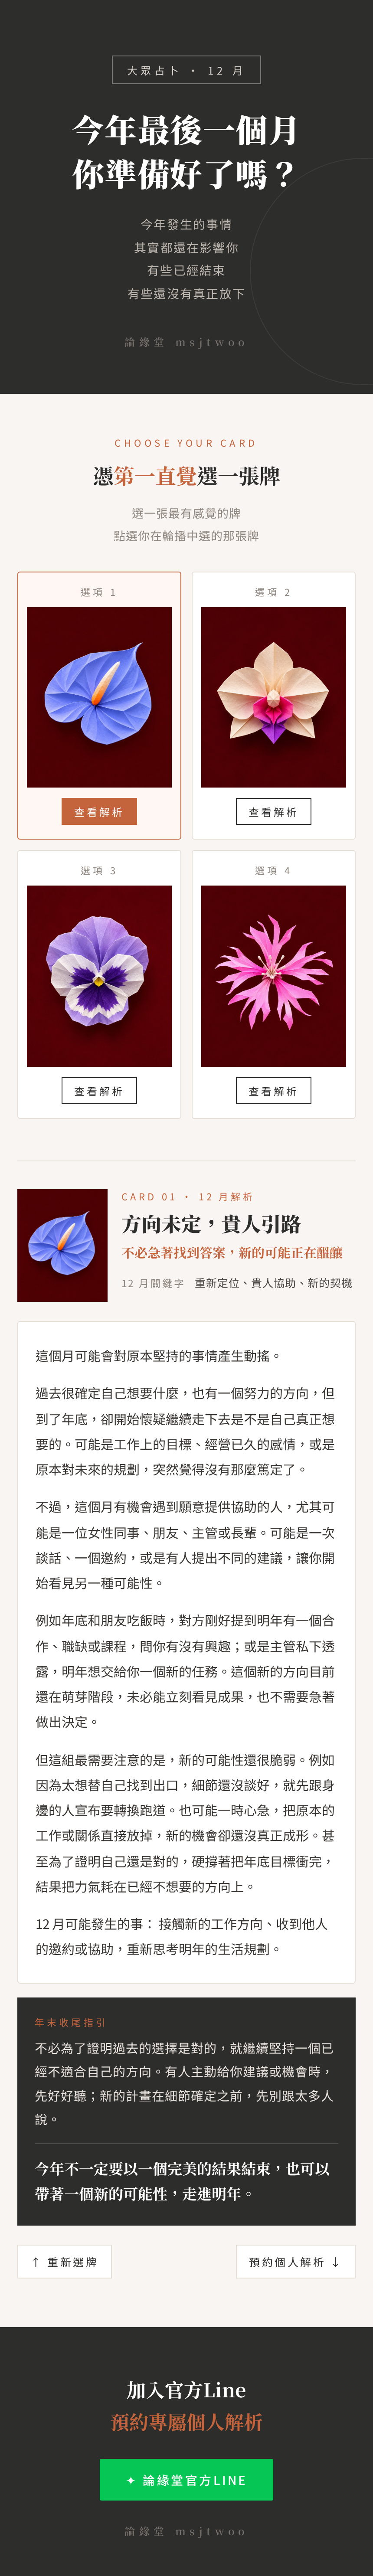 大眾占卜 · 12 月
今年最後一個月
你準備好了嗎？
今年發生的事情
其實都還在影響你
有些已經結束
有些還沒有真正放下
論緣堂 msjtwoo
CHOOSE YOUR CARD
憑第一直覺選一張牌
選一張最有感覺的牌
點選你在輪播中選的那張牌
選項 1
選項 2
查看解析
查看解析
選項 3
選項 4
查看解析
查看解析
CARD 01 · 12 月解析
方向未定，貴人引路
不必急著找到答案，新的可能正在醞釀
12 月關鍵字 重新定位、貴人協助、新的契機
這個月可能會對原本堅持的事情產生動搖。
過去很確定自己想要什麼，也有一個努力的方向，但
到了年底，卻開始懷疑繼續走下去是不是自己真正想
要的。可能是工作上的目標、經營已久的感情，或是
原本對未來的規劃，突然覺得沒有那麼篤定了。
不過，這個月有機會遇到願意提供協助的人，尤其可
能是一位女性同事、朋友、主管或長輩。可能是一次
談話、一個邀約，或是有人提出不同的建議，讓你開
始看見另一種可能性。
例如年底和朋友吃飯時，對方剛好提到明年有一個合
作、職缺或課程，問你有沒有興趣；或是主管私下透
露，明年想交給你一個新的任務。這個新的方向目前
還在萌芽階段，未必能立刻看見成果，也不需要急著
做出決定。
但這組最需要注意的是，新的可能性還很脆弱。例如
因為太想替自己找到出口，細節還沒談好，就先跟身
邊的人宣布要轉換跑道。也可能一時心急，把原本的
工作或關係直接放掉，新的機會卻還沒真正成形。甚
至為了證明自己還是對的，硬撐著把年底目標衝完，
結果把力氣耗在已經不想要的方向上。
12 月可能發生的事： 接觸新的工作方向、收到他人
的邀約或協助，重新思考明年的生活規劃。
年末收尾指引
不必為了證明過去的選擇是對的，就繼續堅持一個已
經不適合自己的方向。有人主動給你建議或機會時，
先好好聽；新的計畫在細節確定之前，先別跟太多人
說。
今年不一定要以一個完美的結果結束，也可以
帶著一個新的可能性，走進明年。
↑ 重新選牌
預約個人解析 ↓
加入官方Line
預約專屬個人解析
✦ 論緣堂官方LINE
論緣堂 msjtwoo